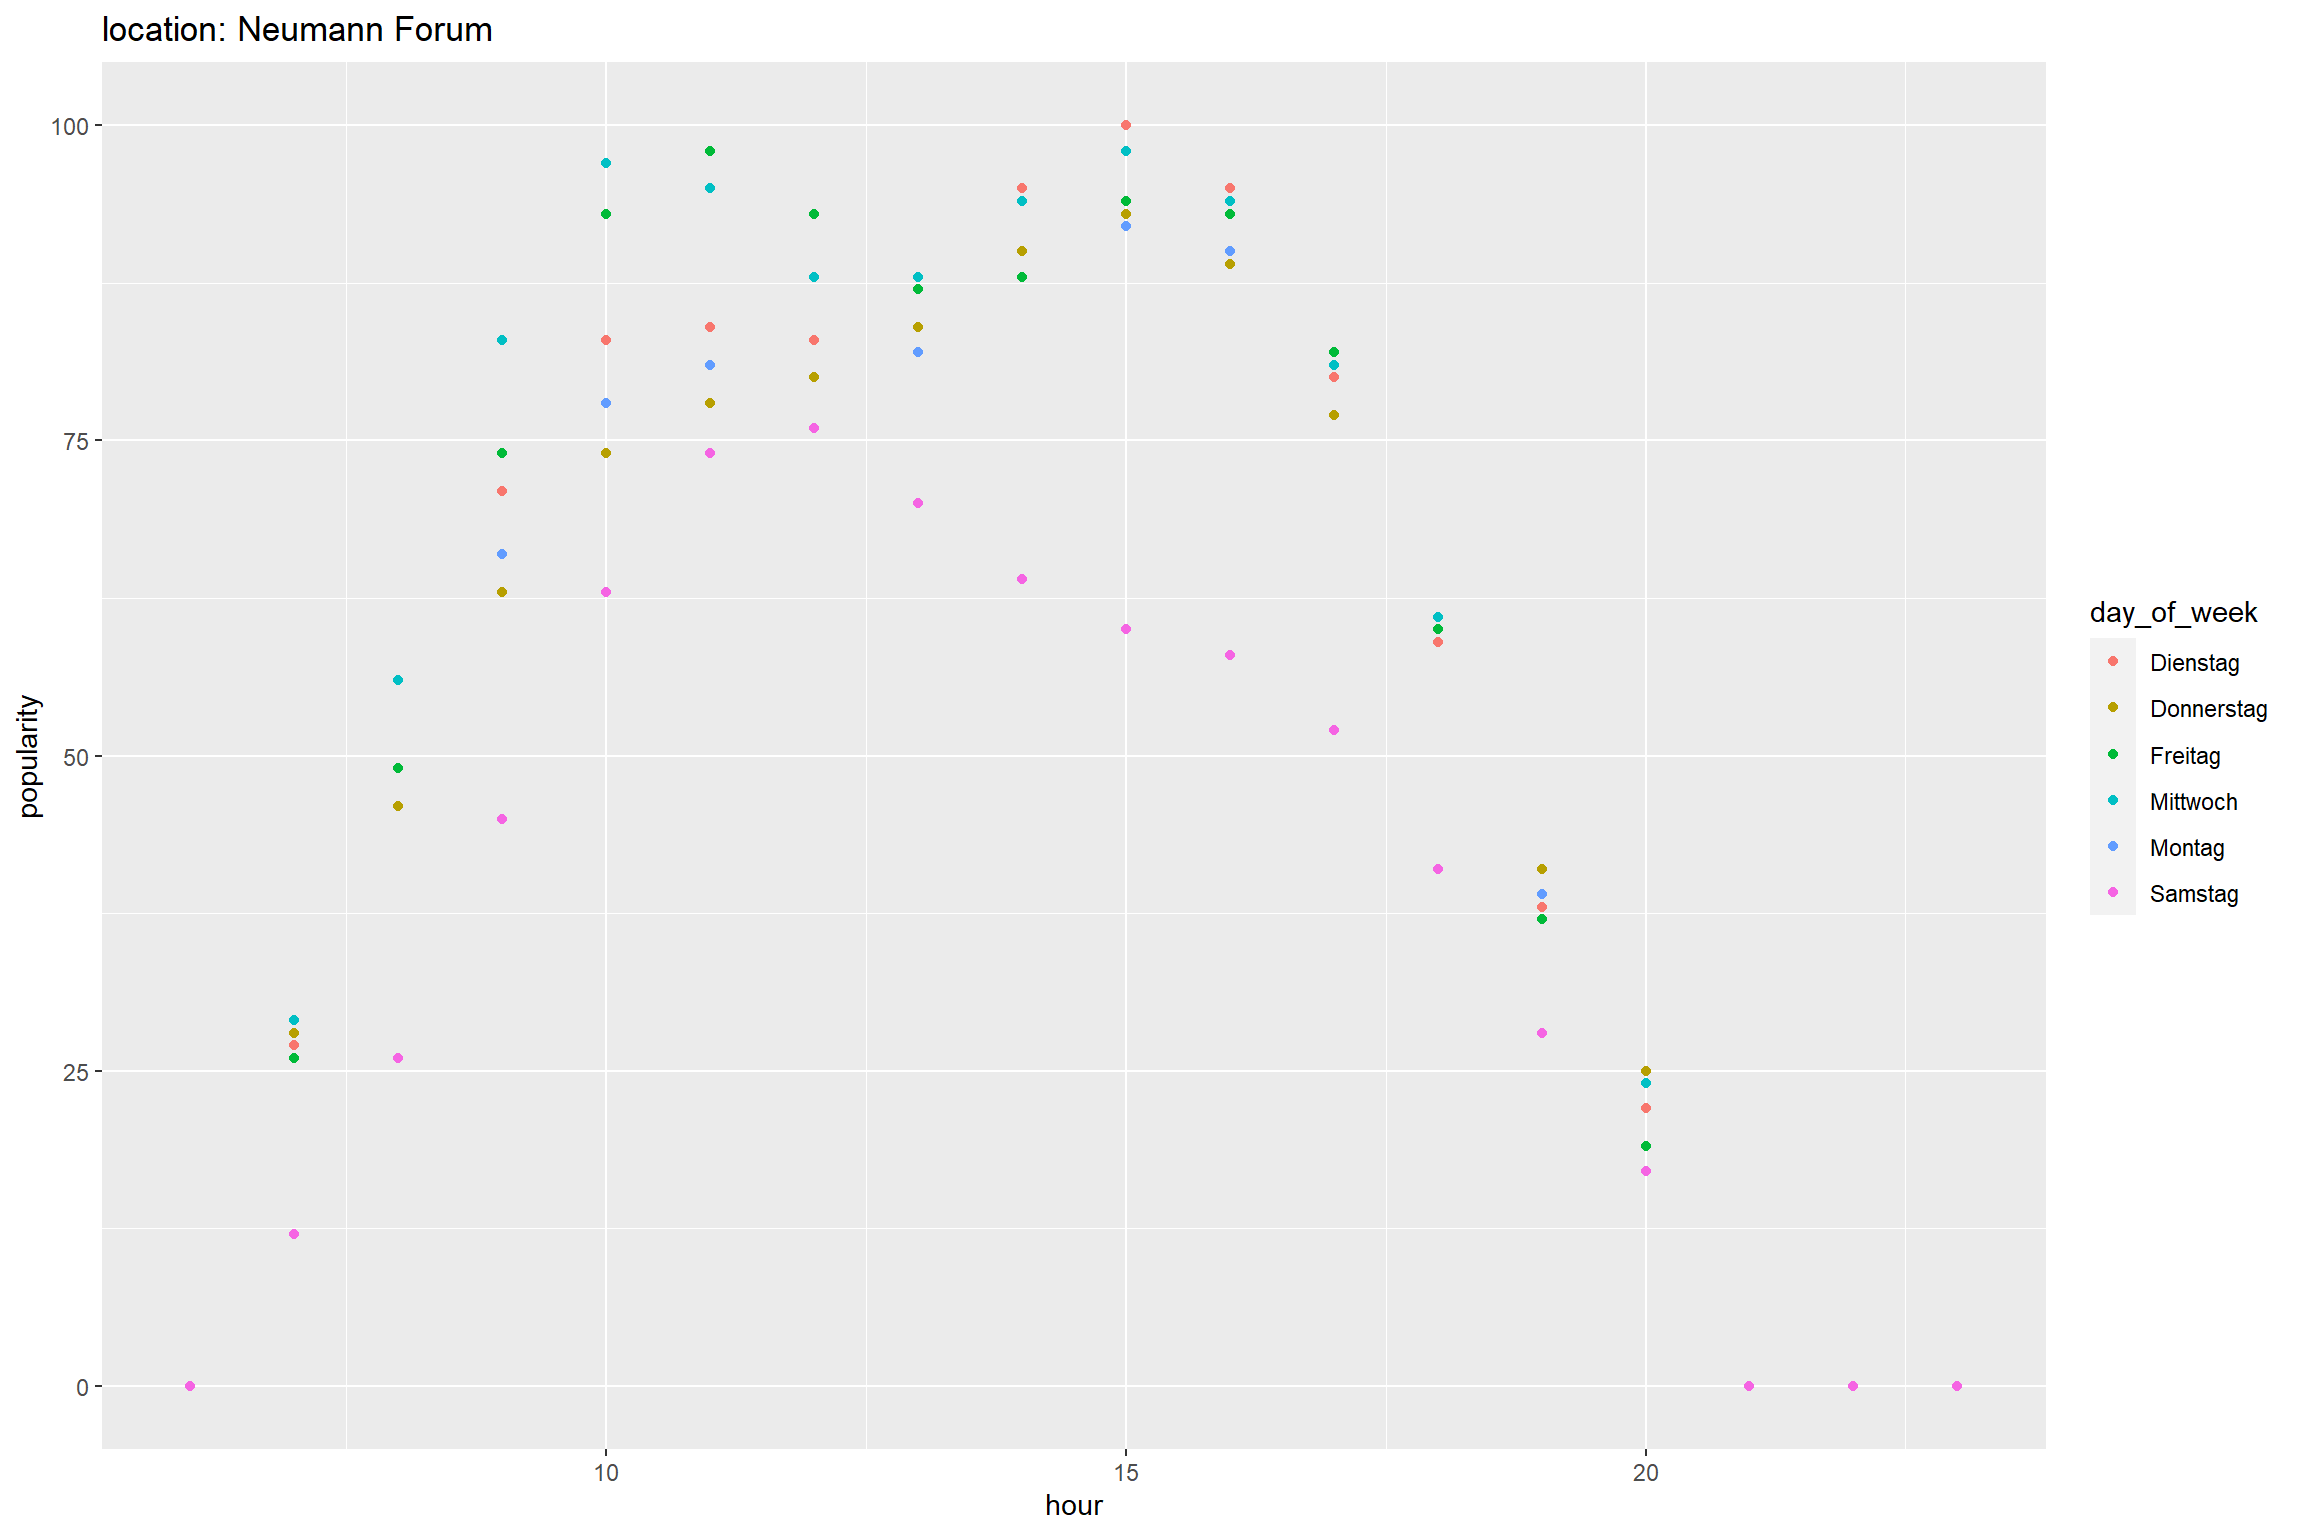 location: Neumann Forum
popularity
100
75
50
25
0
10 15 20
hour
day_of_week
Dienstag
Donnerstag
Freitag
Mittwoch
Montag
Samstag